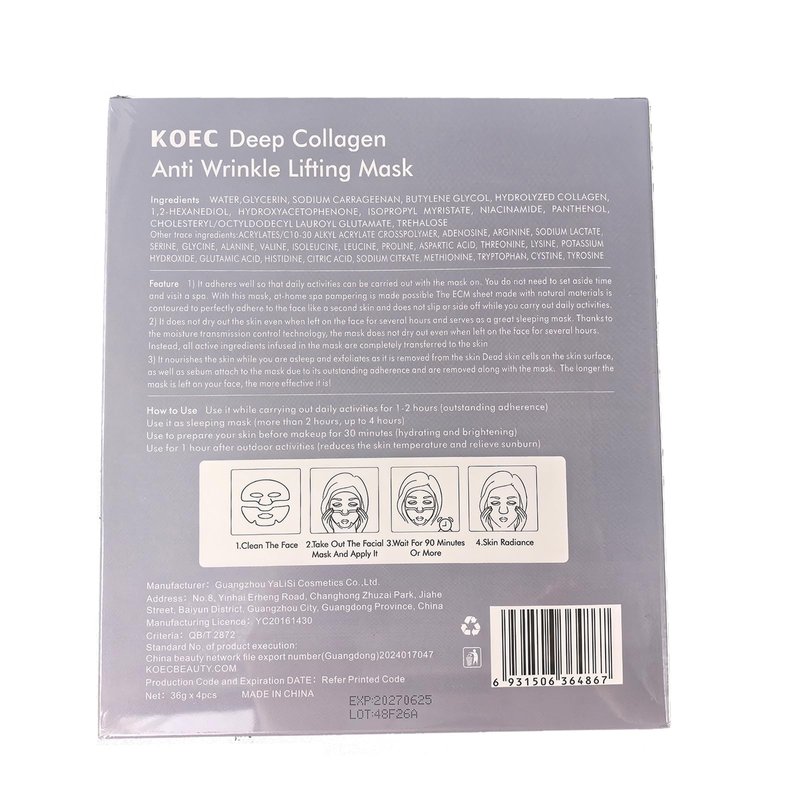 KOEC Deep Collagen
Anti Wrinkle Lifting Mask
Ingredients WATER,GLYCERIN, SODIUM CARRAGEENAN, BUTYLENE GLYCOL, HYDROLYZED COLLAGEN,
1,2-HEXANEDIOL, HYDROXYACETOPHENONE, ISOPROPYL MYRISTATE, NIACINAMIDE, PANTHENOL,
CHOLESTERYL/OCTYLDODECYL LAUROYL GLUTAMATE, TREHALOSE
Other trace ingredients:ACRYLATES/C10-30 ALKYL ACRYLATE CROSSPOLYMER, ADENOSINE, ARGININE, SODIUM LACTATE,
SERINE, GLYCINE, ALANINE, VALINE, ISOLEUCINE, LEUCINE, PROLINE, ASPARTIC ACID, THREONINE, LYSINE, POTASSIUM
HYDROXIDE, GLUTAMIC ACID, HISTIDINE, CITRIC ACID, SODIUM CITRATE, METHIONINE, TRYPTOPHAN, CYSTINE, TYROSINE
Feature 1) It adheres well so that daily activities can be carried out with the mask on. You do not need to set aside time
and visit a spa. With this mask, at-home spa pampering is made possible The ECM sheet made with natural materials is
contoured to perfectly adhere to the face like a second skin and does not slip or side off while you carry out daily activities.
2) It does not dry out the skin even when left on the face for several hours and serves as a great sleeping mask. Thanks to
the moisture transmission control technology, the mask does not dry out even when left on the face for several hours.
Instead, all active ingredients infused in the mask are completely transferred to the skin
3) It nourishes the skin while you are asleep and exfoliates as it is removed from the skin Dead skin cells on the skin surface,
as well as sebum attach to the mask due to its outstanding adherence and are removed along with the mask. The longer the
mask is left on your face, the more effective it is!
How to Use Use it while carrying out daily activities for 1-2 hours (outstanding adherence)
Use it as sleeping mask (more than 2 hours, up to 4 hours)
Use to prepare your skin before makeup for 30 minutes (hydrating and brightening)
Use for 1 hour after outdoor activities (reduces the skin temperature and relieve sunburn)
1.Clean The Face
2.Take Out The Facial
Mask And Apply It
3.Wait For 90 Minutes
Or More
4.Skin Radiance
Manufacturer: Guangzhou YaLiSi Cosmetics Co.,Ltd.
Address: No.8, Yinhai Erheng Road, Changhong Zhuzai Park, Jiahe
Street, Baiyun District, Guangzhou City, Guangdong Province, China
Manufacturing Licence: YC20161430
Criteria: QB/T 2872
Standard No. of product execution:
China beauty network file export number(Guangdong)2024017047
KOECBEAUTY.COM
Production Code and Expiration DATE: Refer Printed Code
Net: 36g x 4pcs MADE IN CHINA
EXP:20270625
LOT:48F26A
6 931506 364867